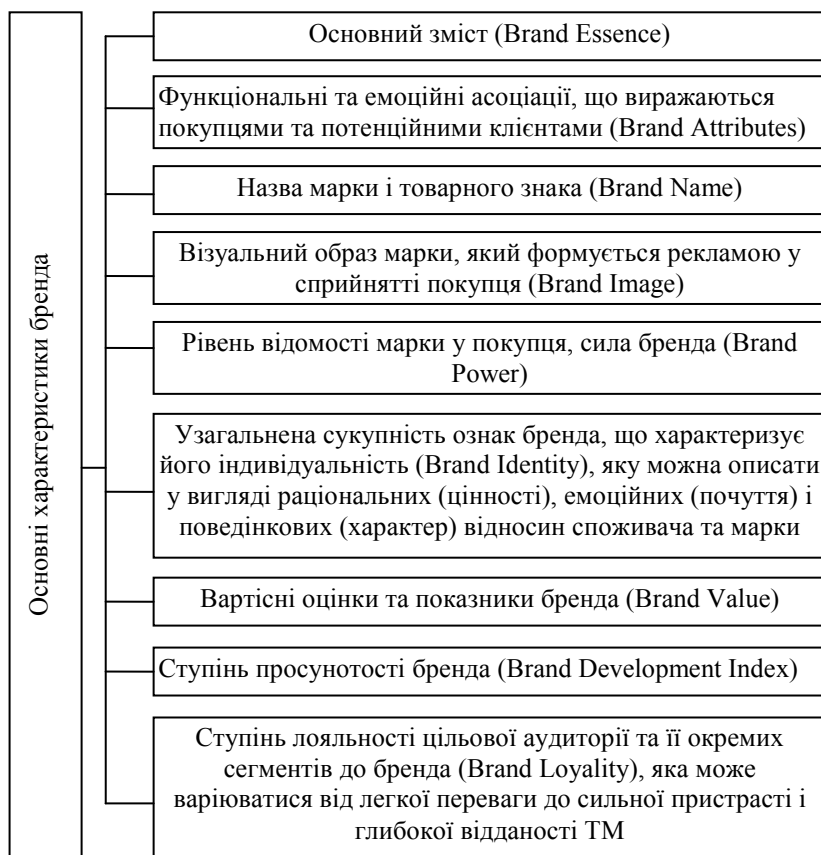 Основні характеристики бренда
Основний зміст (Brand Essence)
Функціональні та емоційні асоціації, що виражаються
покупцями та потенційними клієнтами (Brand Attributes)
Назва марки і товарного знака (Brand Name)
Візуальний образ марки, який формується рекламою у
сприйнятті покупця (Brand Image)
Рівень відомості марки у покупця, сила бренда (Brand
Power)
Узагальнена сукупність ознак бренда, що характеризує
його індивідуальність (Brand Identity), яку можна описати
у вигляді раціональних (цінності), емоційних (почуття) і
поведінкових (характер) відносин споживача та марки
Вартісні оцінки та показники бренда (Brand Value)
Ступінь просунотості бренда (Brand Development Index)
Ступінь лояльності цільової аудиторії та її окремих
сегментів до бренда (Brand Loyality), яка може
варіюватися від легкої переваги до сильної пристрасті і
глибокої відданості ТМ